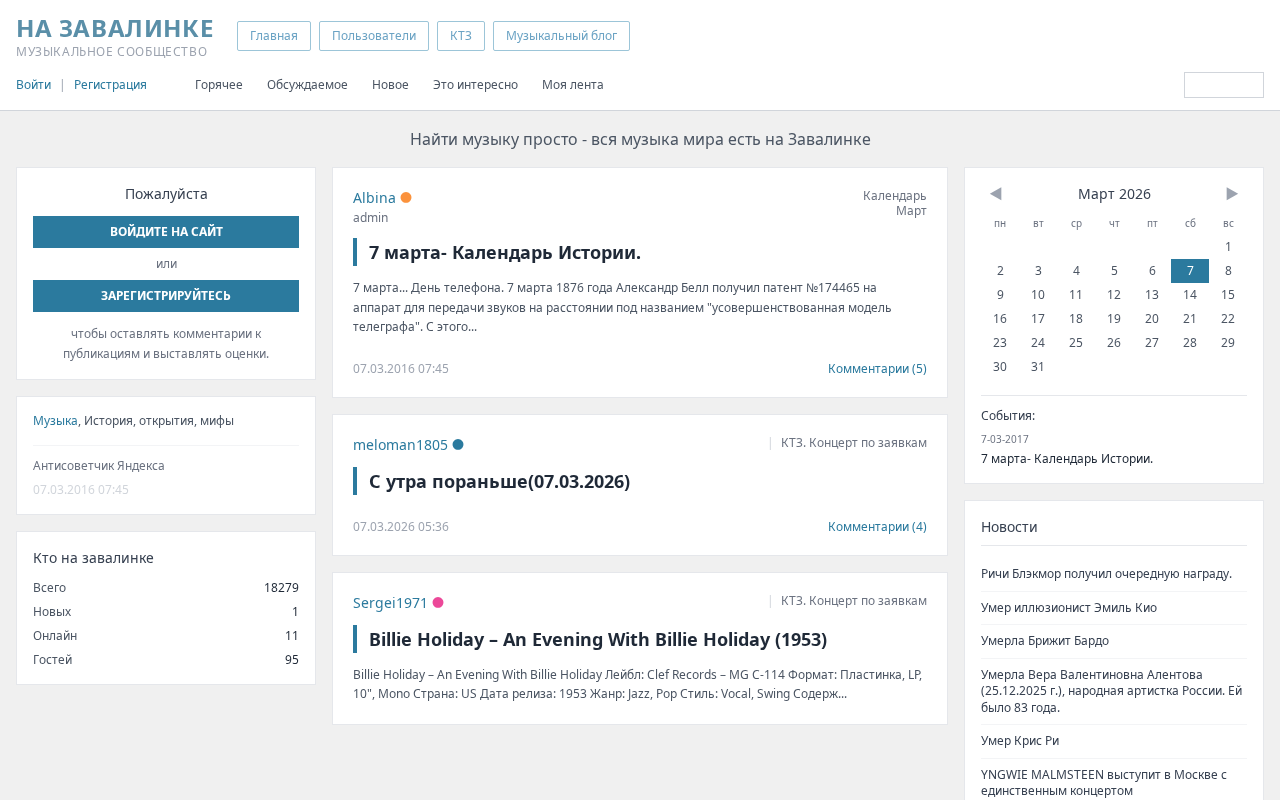 НА ЗАВАЛИНКЕ
МУЗЫКАЛЬНОЕ СООБЩЕСТВО
Главная
Пользователи
КТЗ
Музыкальный блог
Войти | Регистрация
Горячее
Обсуждаемое
Новое
Это интересно
Моя лента
Найти музыку просто - вся музыка мира есть на Завалинке
Пожалуйста
ВОЙДИТЕ НА САЙТ
или
ЗАРЕГИСТРИРУЙТЕСЬ
чтобы оставлять комментарии к
публикациям и выставлять оценки.
Музыка, История, открытия, мифы
Антисоветчик Яндекса
07.03.2016 07:45
Кто на завалинке
Всего 18279
Новых 1
Онлайн 11
Гостей 95
Albina
admin
Календарь
Март
7 марта- Календарь Истории.
7 марта... День телефона. 7 марта 1876 года Александр Белл получил патент №174465 на
аппарат для передачи звуков на расстоянии под названием "усовершенствованная модель
телеграфа". С этого...
07.03.2016 07:45
Комментарии (5)
meloman1805
| КТЗ. Концерт по заявкам
С утра пораньше(07.03.2026)
07.03.2026 05:36
Комментарии (4)
Sergei1971
| КТЗ. Концерт по заявкам
Billie Holiday – An Evening With Billie Holiday (1953)
Billie Holiday – An Evening With Billie Holiday Лейбл: Clef Records – MG C-114 Формат: Пластинка, LP,
10", Mono Страна: US Дата релиза: 1953 Жанр: Jazz, Pop Стиль: Vocal, Swing Содерж...
◀ Март 2026 ▶
пн вт ср чт пт сб вс
1
2 3 4 5 6 7 8
9 10 11 12 13 14 15
16 17 18 19 20 21 22
23 24 25 26 27 28 29
30 31
События:
7-03-2017
7 марта- Календарь Истории.
Новости
Ричи Блэкмор получил очередную награду.
Умер иллюзионист Эмиль Кио
Умерла Брижит Бардо
Умерла Вера Валентиновна Алентова
(25.12.2025 г.), народная артистка России. Ей
было 83 года.
Умер Крис Ри
YNGWIE MALMSTEEN выступит в Москве с
единственным концертом